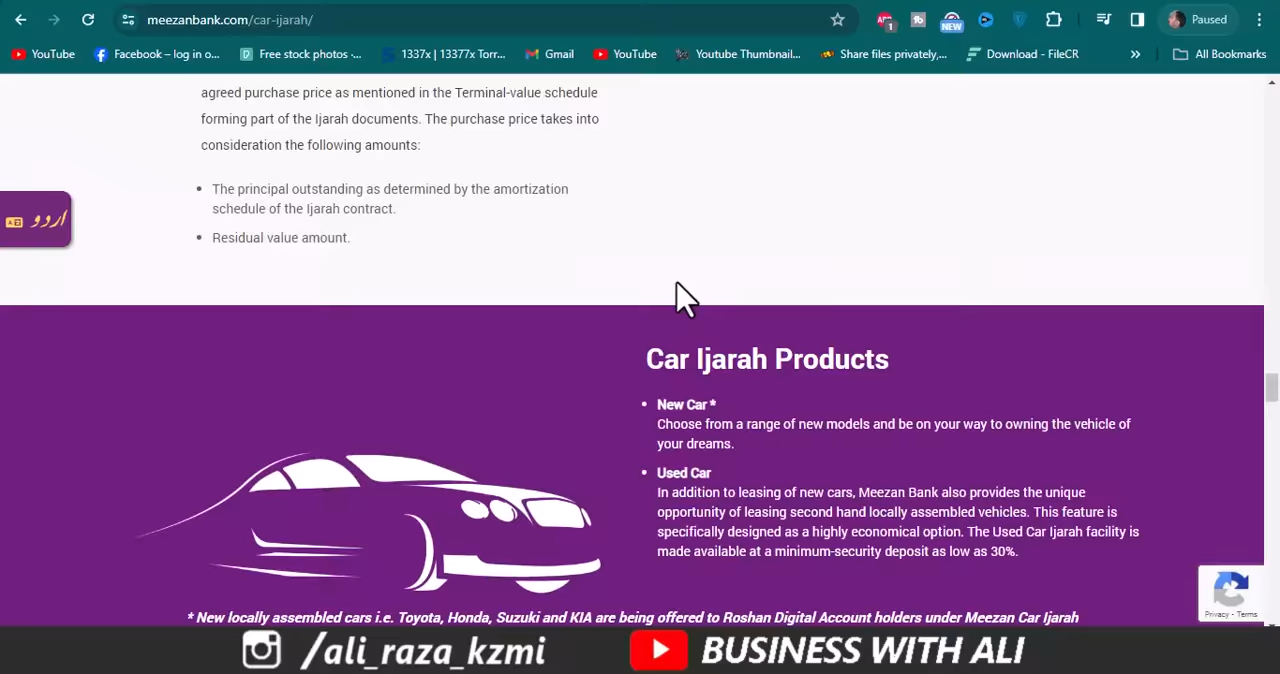 meezanbank.com/car-ijarah/
1
NEW
Paused
YouTube
Facebook – log in o...
Free stock photos ·...
1337x | 13377x Torr...
Gmail
YouTube
Youtube Thumbnail...
Share files privately,...
Download - FileCR
»
All Bookmarks
agreed purchase price as mentioned in the Terminal-value schedule
forming part of the Ijarah documents. The purchase price takes into
consideration the following amounts:
• The principal outstanding as determined by the amortization
schedule of the Ijarah contract.
• Residual value amount.
اردو
Car Ijarah Products
• New Car *
Choose from a range of new models and be on your way to owning the vehicle of
your dreams.
• Used Car
In addition to leasing of new cars, Meezan Bank also provides the unique
opportunity of leasing second hand locally assembled vehicles. This feature is
specifically designed as a highly economical option. The Used Car Ijarah facility is
made available at a minimum-security deposit as low as 30%.
Privacy - Terms
* New locally assembled cars i.e. Toyota, Honda, Suzuki and KIA are being offered to Roshan Digital Account holders under Meezan Car Ijarah
/ali_raza_kzmi
BUSINESS WITH ALI